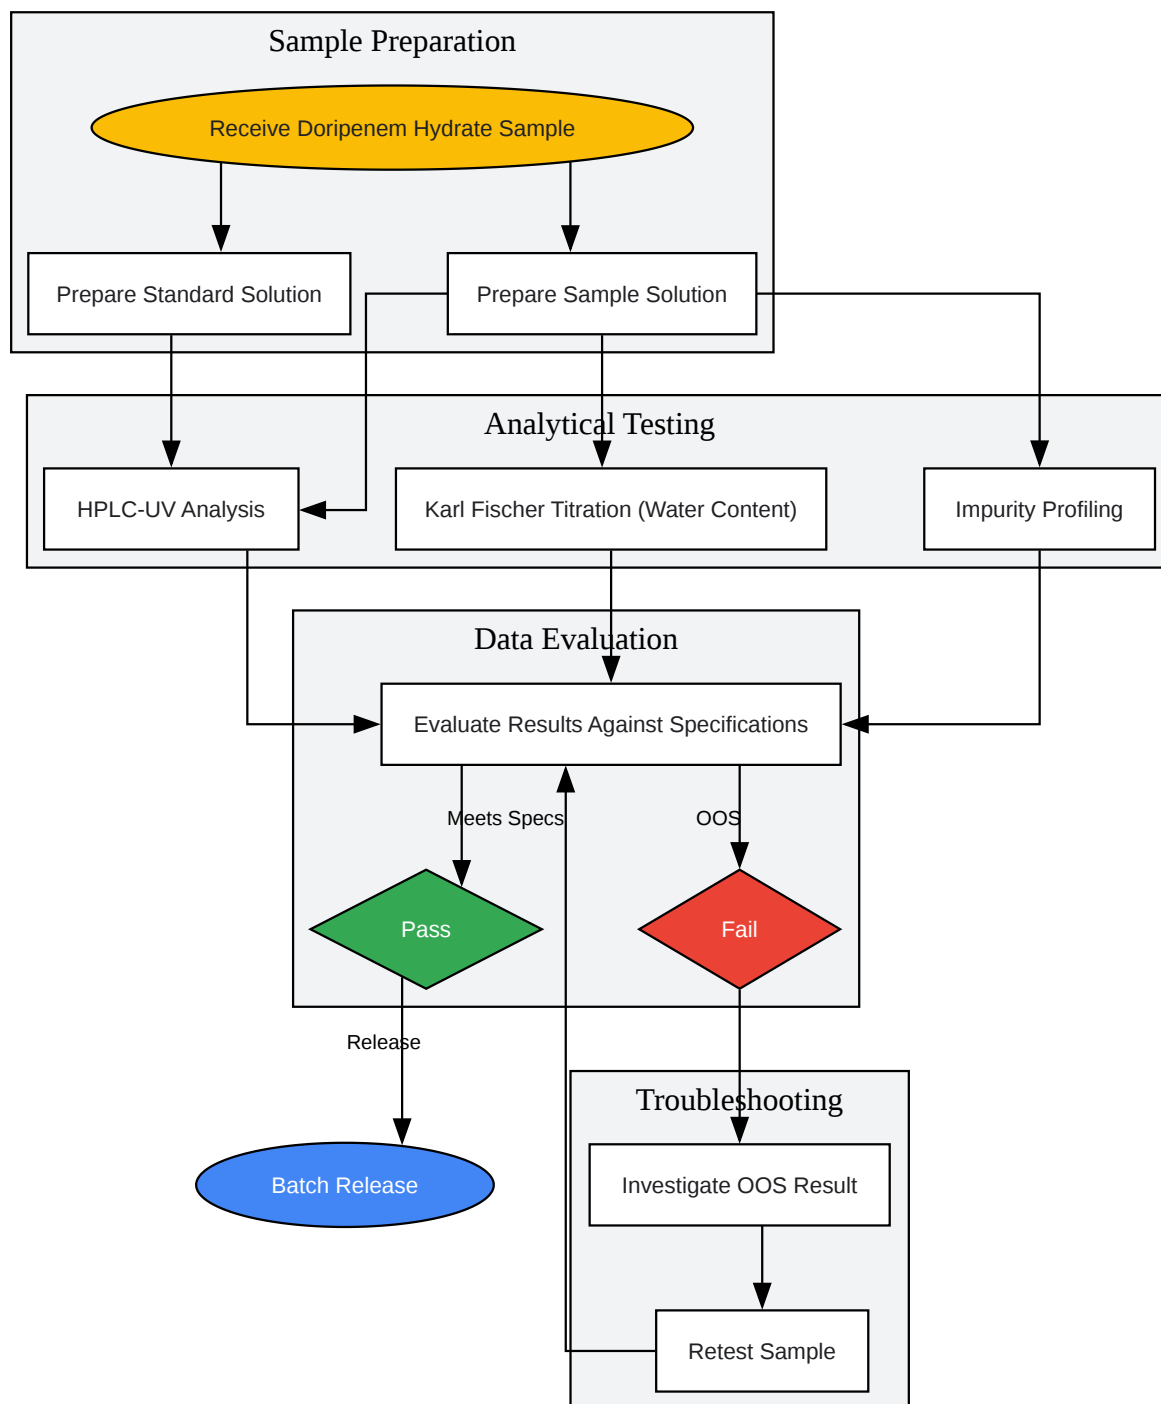 Sample Preparation
Receive Doripenem Hydrate Sample
Prepare Standard Solution
Prepare Sample Solution
Analytical Testing
HPLC-UV Analysis
Karl Fischer Titration (Water Content)
Impurity Profiling
Data Evaluation
Evaluate Results Against Specifications
Meets Specs
OOS
Pass
Fail
Release
Troubleshooting
Batch Release
Investigate OOS Result
Retest Sample